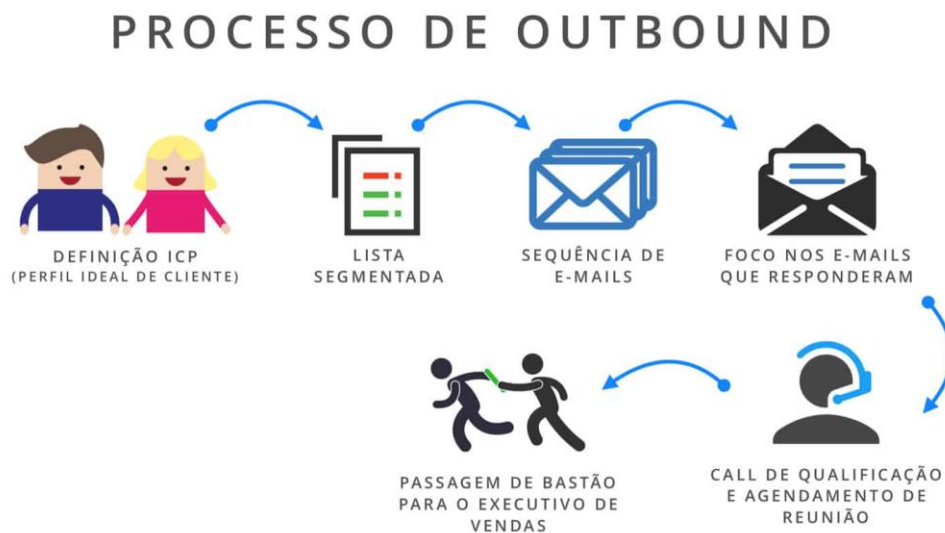 PROCESSO DE OUTBOUND
DEFINIÇÃO ICP
(PERFIL IDEAL DE CLIENTE)
LISTA
SEGMENTADA
SEQUÊNCIA DE
E-MAILS
FOCO NOS E-MAILS
QUE RESPONDERAM
CALL DE QUALIFICAÇÃO
E AGENDAMENTO DE
REUNIÃO
PASSAGEM DE BASTÃO
PARA O EXECUTIVO DE
VENDAS